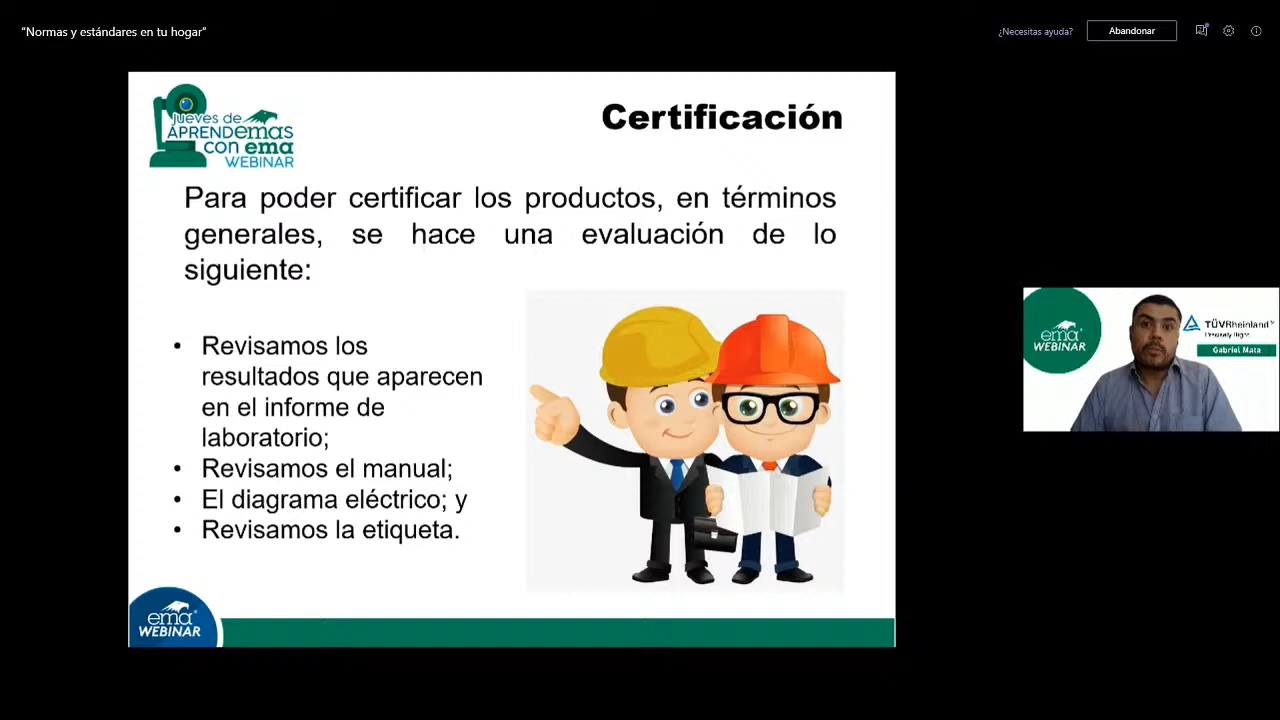 “Normas y estándares en tu hogar”
¿Necesitas ayuda?
Abandonar
jueves de
APRENDEMAS
con ema
WEBINAR
Certificación
Para poder certificar los productos, en términos
generales, se hace una evaluación de lo
siguiente:
• Revisamos los
resultados que aparecen
en el informe de
laboratorio;
• Revisamos el manual;
• El diagrama eléctrico; y
• Revisamos la etiqueta.
ema
WEBINAR
ema
WEBINAR
TÜVRheinland
Precisely Right.
Gabriel Mata